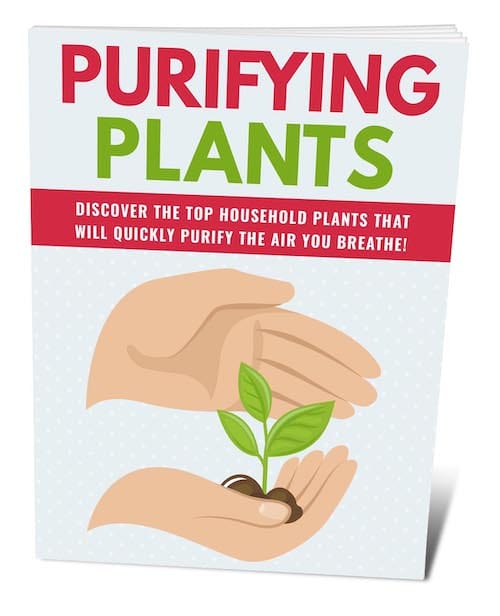 PURIFYING
PLANTS
DISCOVER THE TOP HOUSEHOLD PLANTS THAT
WILL QUICKLY PURIFY THE AIR YOU BREATHE!